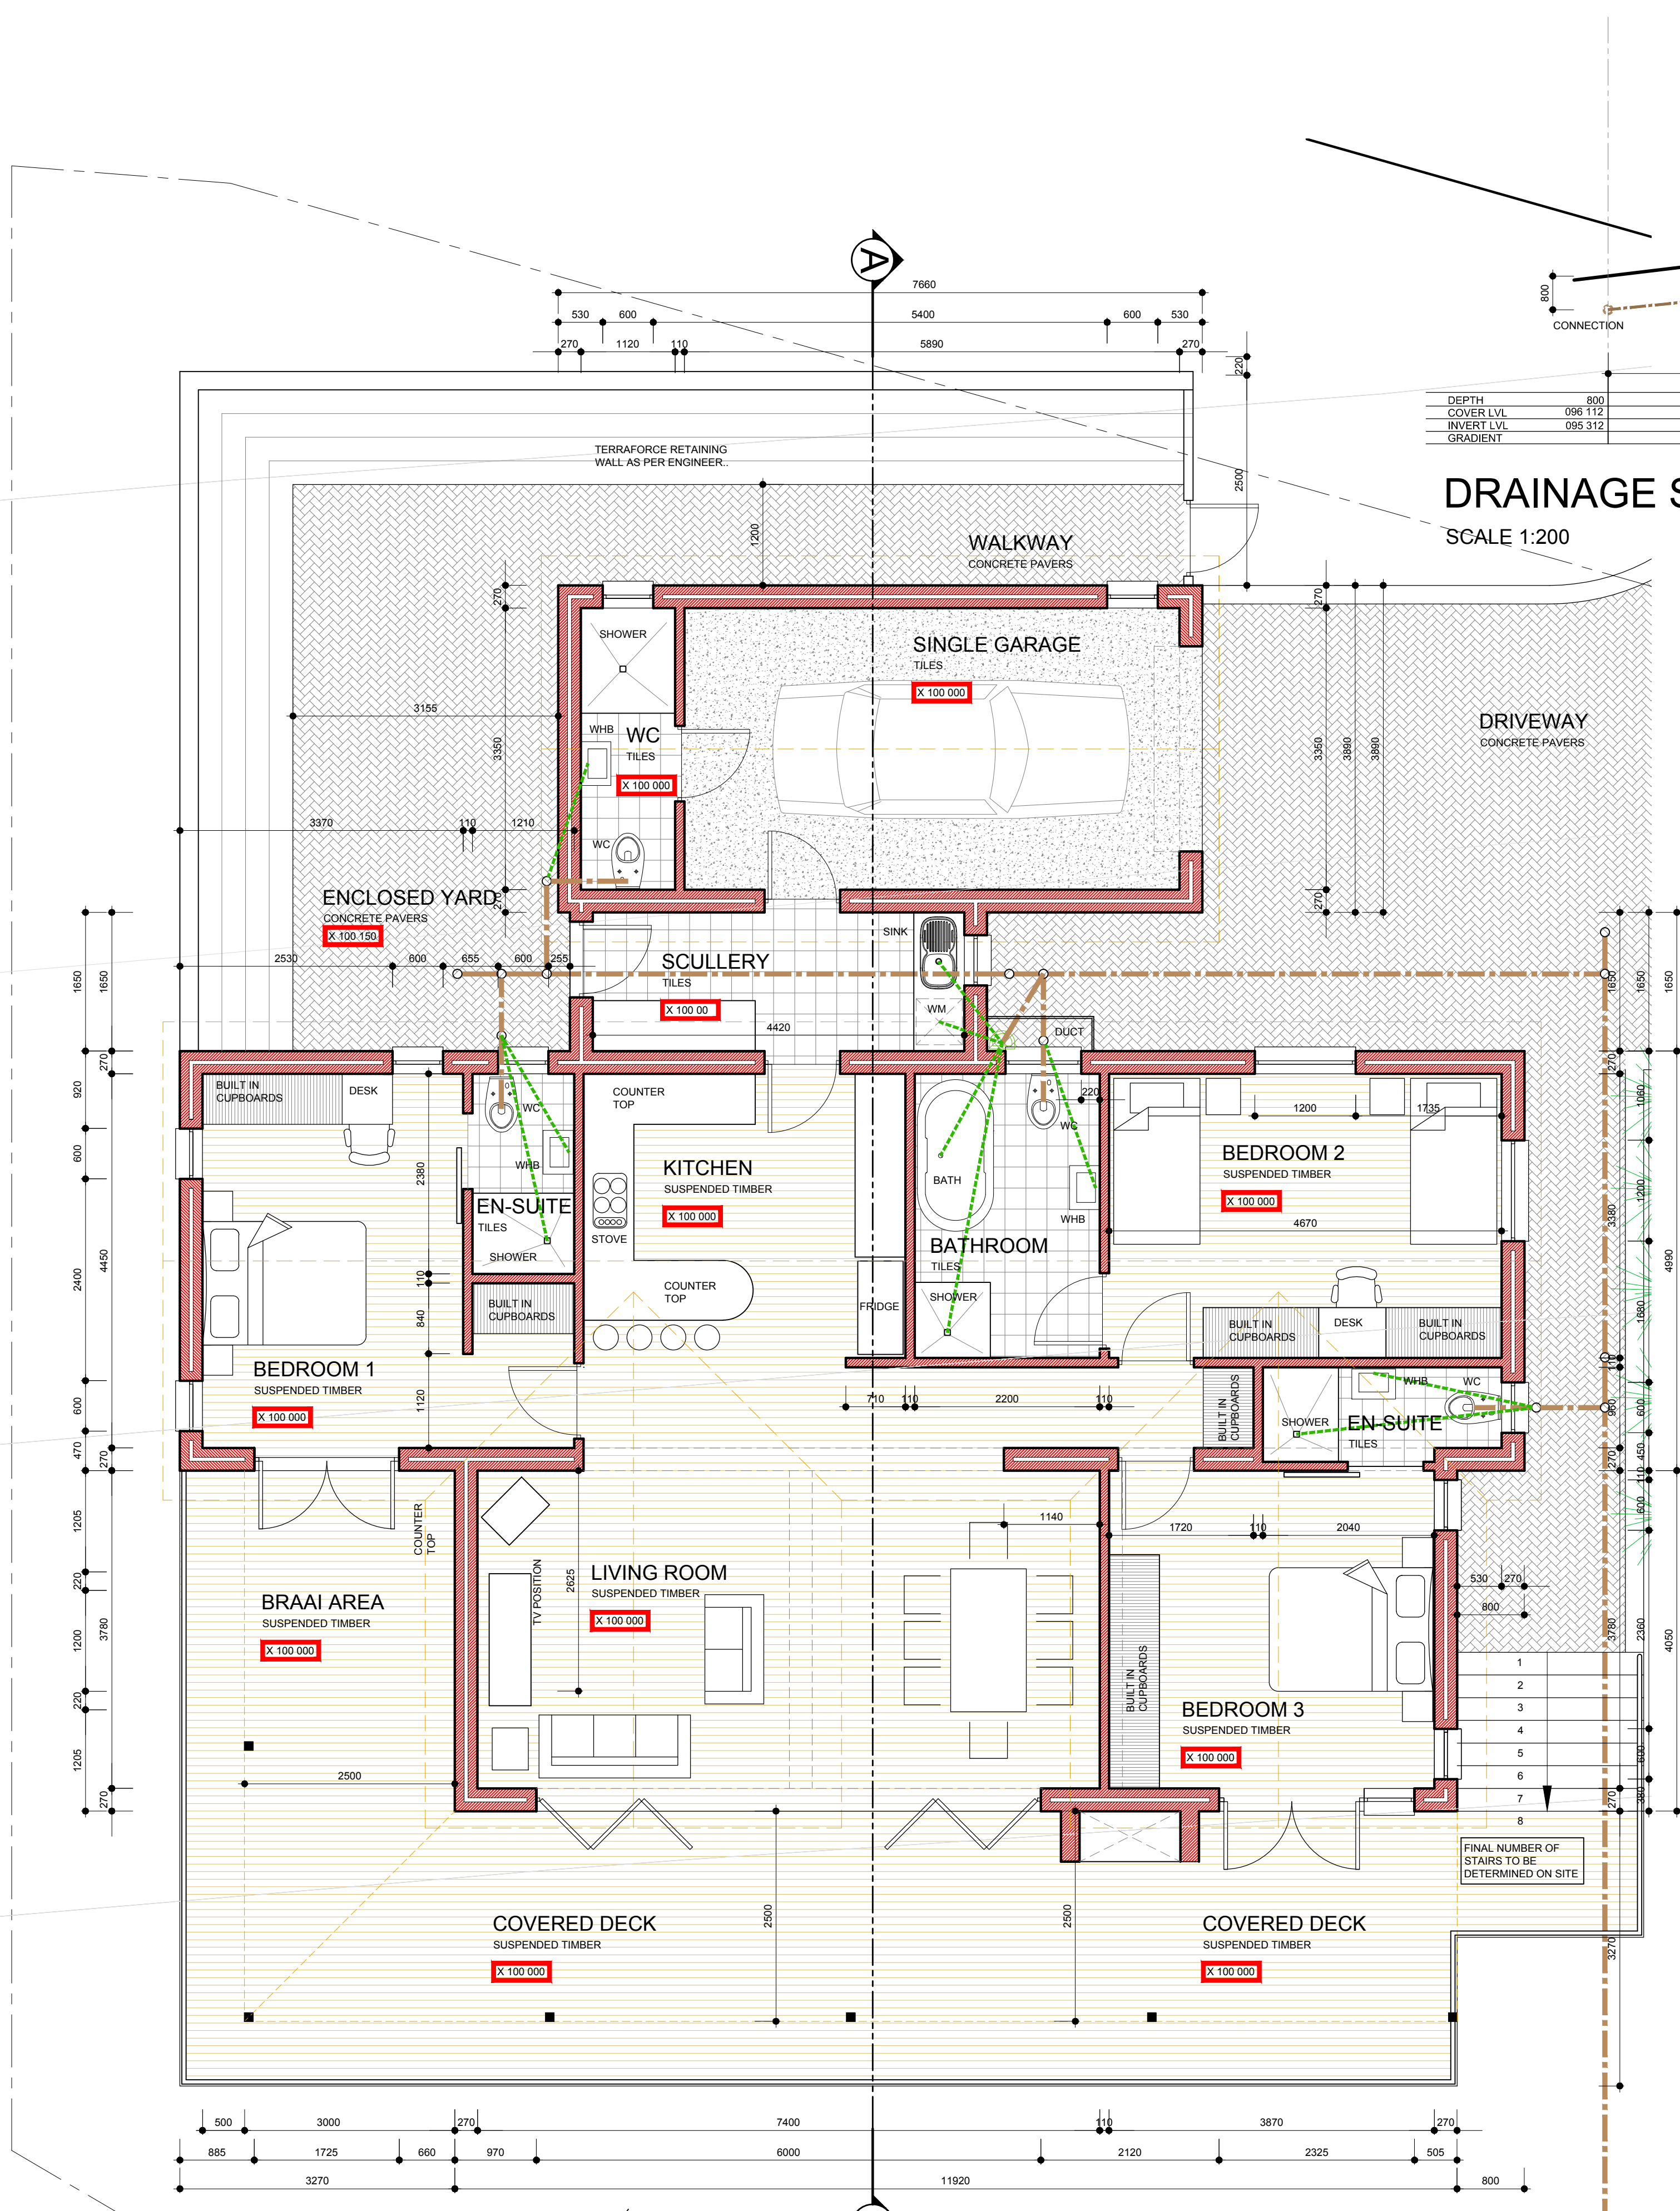 A
7660
530
600
5400
600
530
270
1120
110
5890
270
220
800
CONNECTION
DEPTH 800
COVER LVL 096 112
INVERT LVL 095 312
GRADIENT
DRAINAGE S
SCALE 1:200
TERRAFORCE RETAINING
WALL AS PER ENGINEER..
2500
1200
WALKWAY
CONCRETE PAVERS
270
270
SHOWER
SINGLE GARAGE
TILES
X 100 000
3155
WHB
WC
TILES
X 100 000
3350
3350
3890
3890
DRIVEWAY
CONCRETE PAVERS
3370
110
1210
WC
ENCLOSED YARD
CONCRETE PAVERS
X 100 150
270
270
SINK
2530
600
655
600
255
SCULLERY
TILES
X 100 00
WM
4420
DUCT
1650
1650
1650
1650
1650
270
920
600
4450
2400
600
470
270
270
1060
1200
3380
1680
110
960
600
450
270
110
600
4990
BUILT IN
CUPBOARDS
DESK
WC
WHB
2380
EN-SUITE
TILES
SHOWER
110
840
1120
BUILT IN
CUPBOARDS
BEDROOM 1
SUSPENDED TIMBER
X 100 000
COUNTER
TOP
KITCHEN
SUSPENDED TIMBER
X 100 000
STOVE
COUNTER
TOP
FRIDGE
220
WC
BATH
WHB
BATHROOM
TILES
SHOWER
1200
1735
BEDROOM 2
SUSPENDED TIMBER
X 100 000
4670
BUILT IN
CUPBOARDS
DESK
BUILT IN
CUPBOARDS
710
110
2200
110
BUILT IN
CUPBOARDS
WHB
WC
SHOWER
EN-SUITE
TILES
1205
220
1200
3780
220
1205
270
COUNTER
TOP
BRAAI AREA
SUSPENDED TIMBER
X 100 000
TV POSITION
2625
LIVING ROOM
SUSPENDED TIMBER
X 100 000
1140
1720
110
2040
530
270
800
3780
2360
4050
BUILT IN
CUPBOARDS
BEDROOM 3
SUSPENDED TIMBER
X 100 000
1
2
3
4
5
6
7
8
600
270
380
2500
FINAL NUMBER OF
STAIRS TO BE
DETERMINED ON SITE
COVERED DECK
SUSPENDED TIMBER
X 100 000
2500
2500
COVERED DECK
SUSPENDED TIMBER
X 100 000
3270
500
3000
270
7400
110
3870
270
885
1725
660
970
6000
2120
2325
505
3270
11920
800